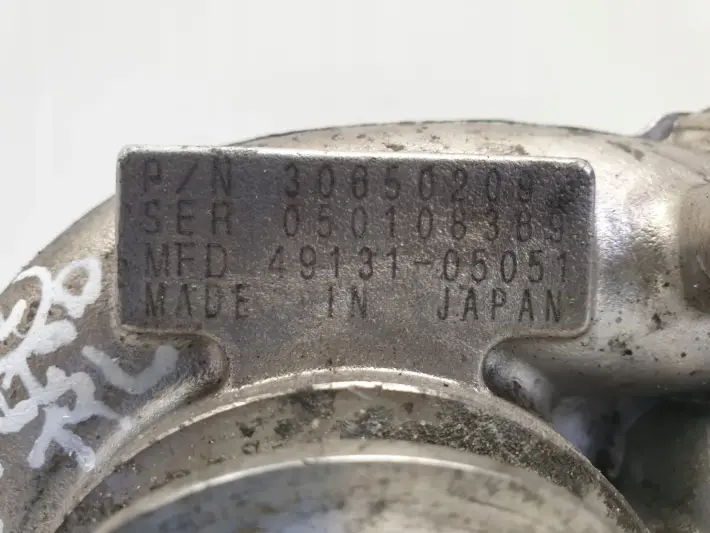 P/N 30650209
SER 050108389
MFD 49131-05051
MADE IN JAPAN